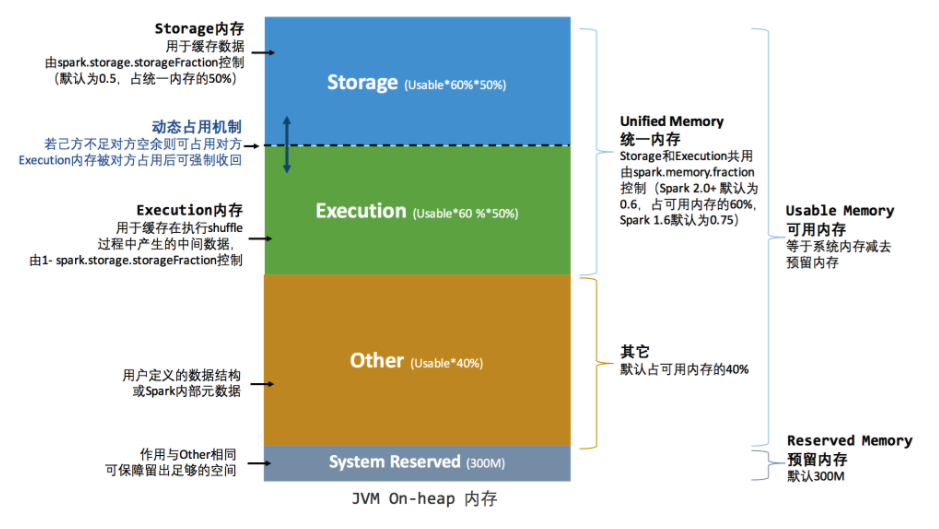 Storage内存
用于缓存数据
由spark.storage.storageFraction控制
（默认为0.5，占统一内存的50%）
动态占用机制
若己方不足对方空余则可占用对方
Execution内存被对方占用后可强制收回
Execution内存
用于缓存在执行shuffle
过程中产生的中间数据，
由1- spark.storage.storageFraction控制
用户定义的数据结构
或Spark内部元数据
作用与Other相同
可保障留出足够的空间
Storage (Usable*60%*50%)
Execution (Usable*60 %*50%)
Other (Usable*40%)
System Reserved (300M)
JVM On-heap 内存
Unified Memory
统一内存
Storage和Execution共用
由spark.memory.fraction
控制（Spark 2.0+ 默认为
0.6，占可用内存的60%，
Spark 1.6默认为0.75）
其它
默认占可用内存的40%
Usable Memory
可用内存
等于系统内存减去
预留内存
Reserved Memory
预留内存
默认300M